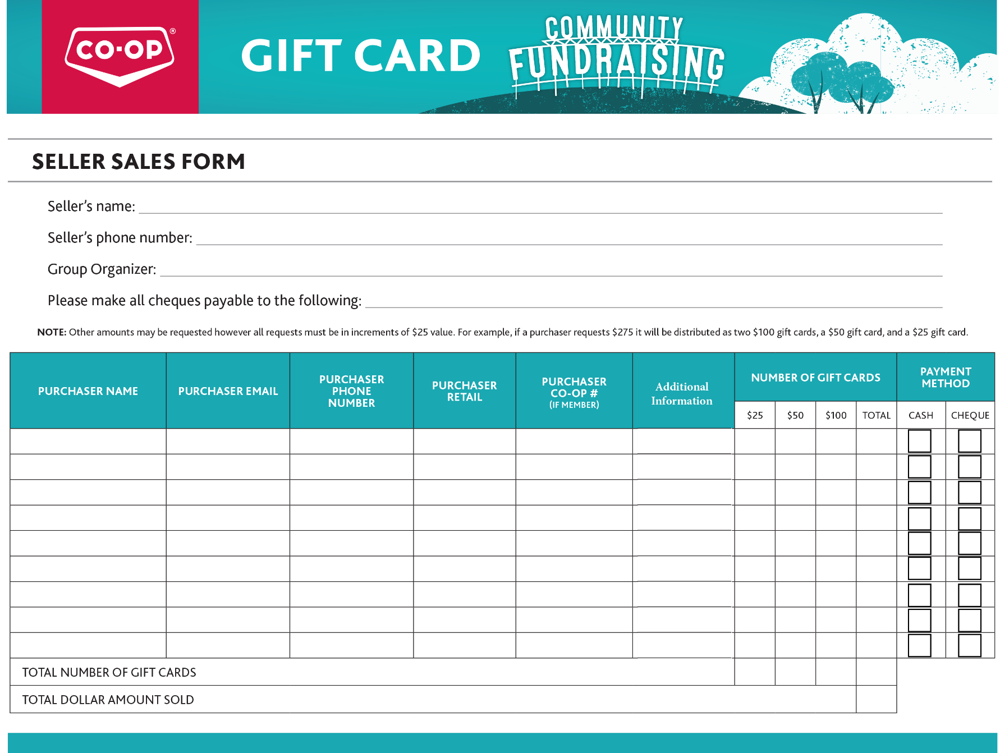 CO-OP®
GIFT CARD
COMMUNITY
FUNDRAISING
SELLER SALES FORM
Seller’s name:
Seller’s phone number:
Group Organizer:
Please make all cheques payable to the following:
NOTE: Other amounts may be requested however all requests must be in increments of $25 value. For example, if a purchaser requests $275 it will be distributed as two $100 gift cards, a $50 gift card, and a $25 gift card.
PURCHASER NAME
PURCHASER EMAIL
PURCHASER
PHONE
NUMBER
PURCHASER
RETAIL
PURCHASER
CO-OP #
(IF MEMBER)
Additional
Information
NUMBER OF GIFT CARDS
PAYMENT
METHOD
$25 $50 $100 TOTAL CASH CHEQUE
TOTAL NUMBER OF GIFT CARDS
TOTAL DOLLAR AMOUNT SOLD